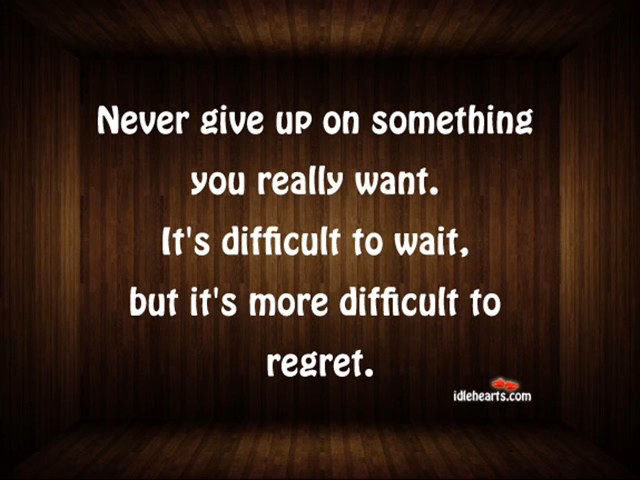 Never give up on something
you really want.
It's difficult to wait,
but it's more difficult to
regret.
idlehearts.com